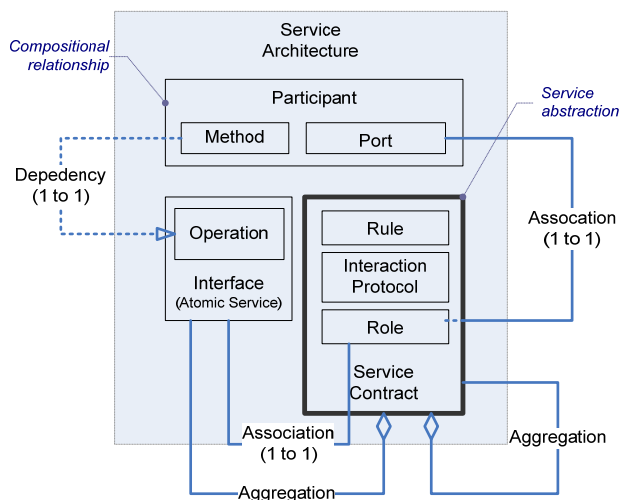 Service
Architecture
Compositional
relationship
Participant
Method
Port
Service
abstraction
Depedency
(1 to 1)
Assocation
(1 to 1)
Operation
Interface
(Atomic Service)
Rule
Interaction
Protocol
Role
Service
Contract
Association
(1 to 1)
Aggregation
Aggregation